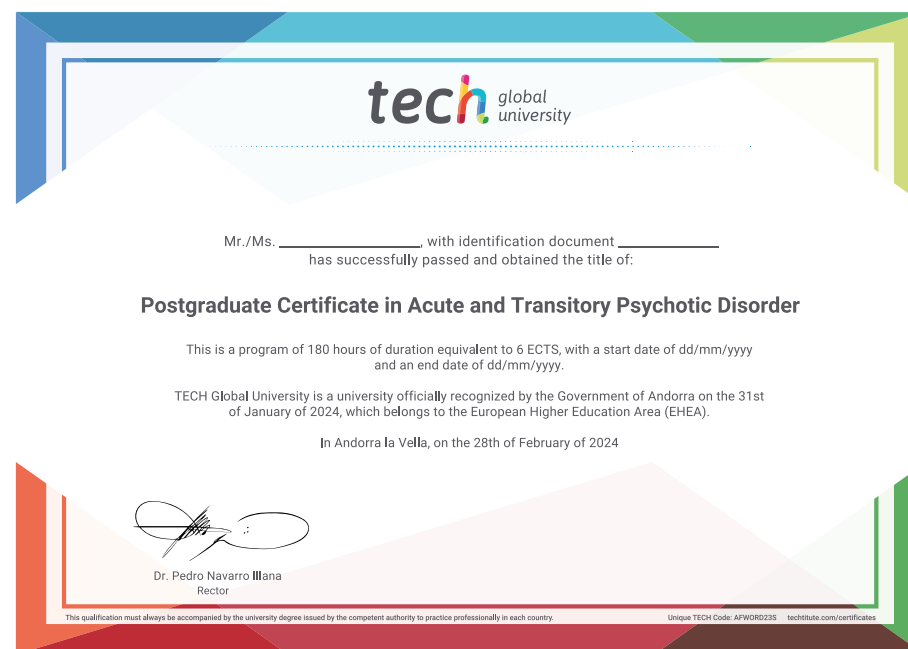 tech global
university
Mr./Ms. ____________________, with identification document ______________
has successfully passed and obtained the title of:
Postgraduate Certificate in Acute and Transitory Psychotic Disorder
This is a program of 180 hours of duration equivalent to 6 ECTS, with a start date of dd/mm/yyyy
and an end date of dd/mm/yyyy.
TECH Global University is a university officially recognized by the Government of Andorra on the 31st
of January of 2024, which belongs to the European Higher Education Area (EHEA).
In Andorra la Vella, on the 28th of February of 2024
Dr. Pedro Navarro Illana
Rector
This qualification must always be accompanied by the university degree issued by the competent authority to practice professionally in each country.
Unique TECH Code: AFWORD23S techtitute.com/certificates